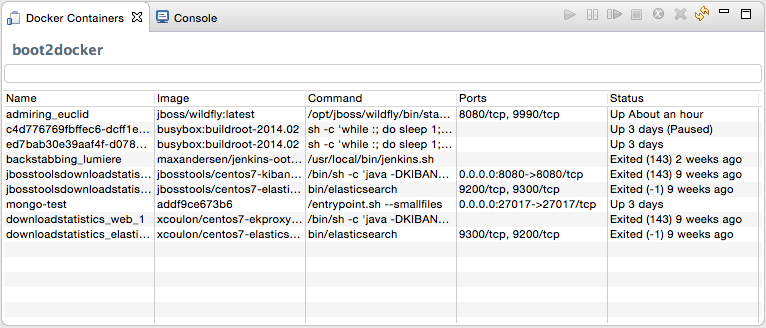 Docker Containers Console
boot2docker
Name Image Command Ports Status
admiring_euclid jboss/wildfly:latest /opt/jboss/wildfly/bin/sta... 8080/tcp, 9990/tcp Up About an hour
c4d776769fbffec6-dcff1e... busybox:buildroot-2014.02 sh -c 'while :; do sleep 1;... Up 3 days (Paused)
ed7bab30e39aaf4f-d078... busybox:buildroot-2014.02 sh -c 'while :; do sleep 1;... Up 3 days
backstabbing_lumiere maxandersen/jenkins-oot... /usr/local/bin/jenkins.sh Exited (143) 2 weeks ago
jbosstoolsdownloadstatis... jbosstools/centos7-kiban... /bin/sh -c 'java -DKIBAN... 0.0.0.0:8080->8080/tcp Exited (143) 9 weeks ago
jbosstoolsdownloadstatis... jbosstools/centos7-elasti... bin/elasticsearch 9200/tcp, 9300/tcp Exited (-1) 9 weeks ago
mongo-test addf9ce673b6 /entrypoint.sh --smallfiles 0.0.0.0:27017->27017/tcp Up 3 days
downloadstatistics_web_1 xcoulon/centos7-ekproxy... /bin/sh -c 'java -DKIBAN... Exited (143) 9 weeks ago
downloadstatistics_elasti... xcoulon/centos7-elastics... bin/elasticsearch 9300/tcp, 9200/tcp Exited (-1) 9 weeks ago